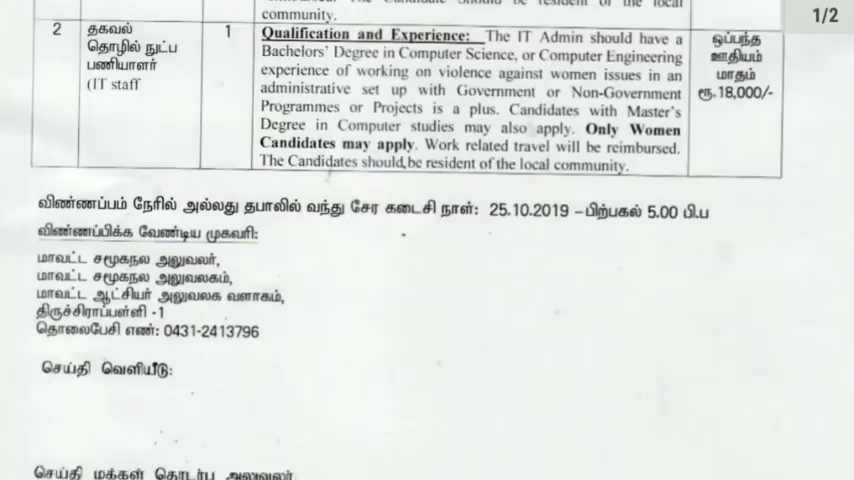 community.
1/2
2 தகவல் தொழில் நுட்ப பணியாளர் (IT staff
1
Qualification and Experience: The IT Admin should have a
Bachelors' Degree in Computer Science, or Computer Engineering
experience of working on violence against women issues in an
administrative set up with Government or Non-Government
Programmes or Projects is a plus. Candidates with Master's
Degree in Computer studies may also apply. Only Women
Candidates may apply. Work related travel will be reimbursed.
The Candidates should be resident of the local community.
ஒப்பந்த
ஊதியம்
மாதம்
ரூ.18,000/-
விண்ணப்பம் நேரில் அல்லது தபாலில் வந்து சேர கடைசி நாள்: 25.10.2019 – பிற்பகல் 5.00 பி.ப
விண்ணப்பிக்க வேண்டிய முகவரி:
மாவட்ட சமூகநல அலுவலர்,
மாவட்ட சமூகநல அலுவலகம்,
மாவட்ட ஆட்சியர் அலுவலக வளாகம்,
திருச்சிராப்பள்ளி -1
தொலைபேசி எண்: 0431-2413796
செய்தி வெளியீடு:
செய்தி மக்கள் தொடர்பு அலுவலர்,